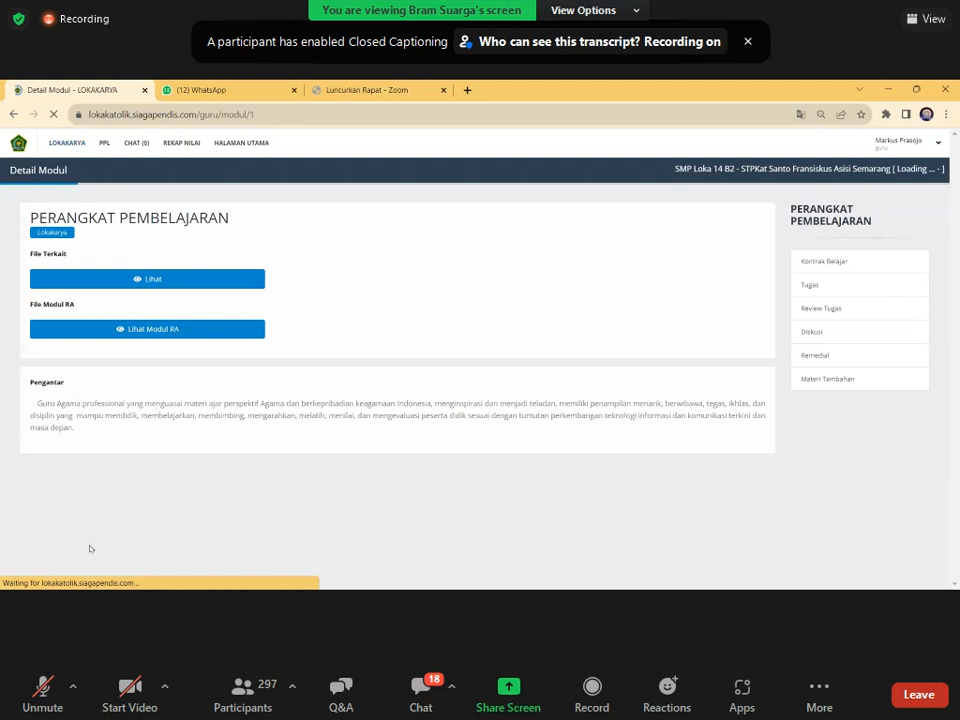 Recording
You are viewing Bram Suarga's screen
View Options
View
A participant has enabled Closed Captioning
Who can see this transcript? Recording on
Detail Modul - LOKAKARYA
(12) WhatsApp
Luncurkan Rapat - Zoom
lokakatolik.siagapendis.com/guru/modul/1
LOKAKARYA
PPL
CHAT (0)
REKAP NILAI
HALAMAN UTAMA
Markus Prasojo
guru
Detail Modul
SMP Loka 14 B2 - STPKat Santo Fransiskus Asisi Semarang [ Loading ... - ]
PERANGKAT PEMBELAJARAN
Lokakarya
File Terkait
Lihat
File Modul RA
Lihat Modul RA
Pengantar
Guru Agama professional yang menguasai materi ajar perspektif Agama dan berkepribadian keagamaan Indonesia, menginspirasi dan menjadi teladan, memiliki penampilan menarik, berwibawa, tegas, ikhlas, dan
disiplin yang mampu mendidik, membelajarkan, membimbing, mengarahkan, melatih, menilai, dan mengevaluasi peserta didik sesuai dengan tuntutan perkembangan teknologi informasi dan komunikasi terkini dan
masa depan.
PERANGKAT
PEMBELAJARAN
Kontrak Belajar
Tugas
Review Tugas
Diskusi
Remedial
Materi Tambahan
Waiting for lokakatolik.siagapendis.com...
Unmute
Start Video
297
Participants
Q&A
18
Chat
Share Screen
Record
Reactions
Apps
More
Leave